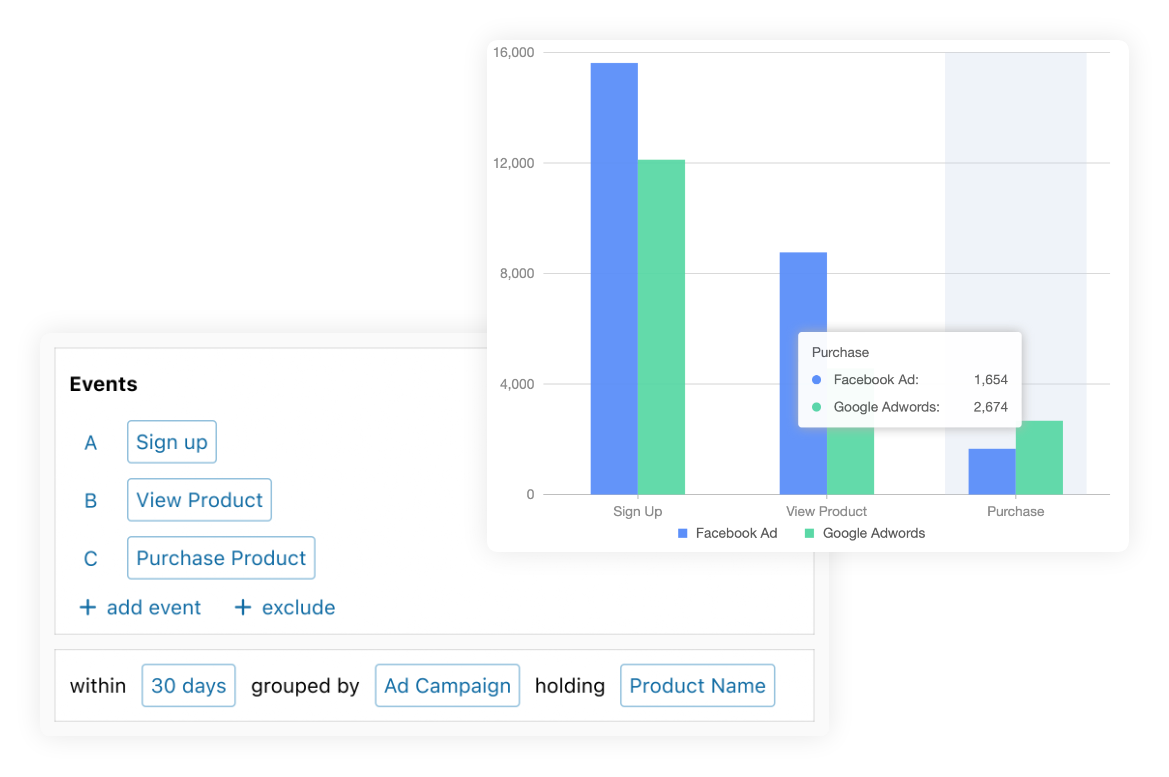 16,000
12,000
8,000
4,000
0
Purchase
Facebook Ad: 1,654
Google Adwords: 2,674
Sign Up View Product Purchase
Facebook Ad Google Adwords
Events
A Sign up
B View Product
C Purchase Product
+ add event + exclude
within 30 days grouped by Ad Campaign holding Product Name